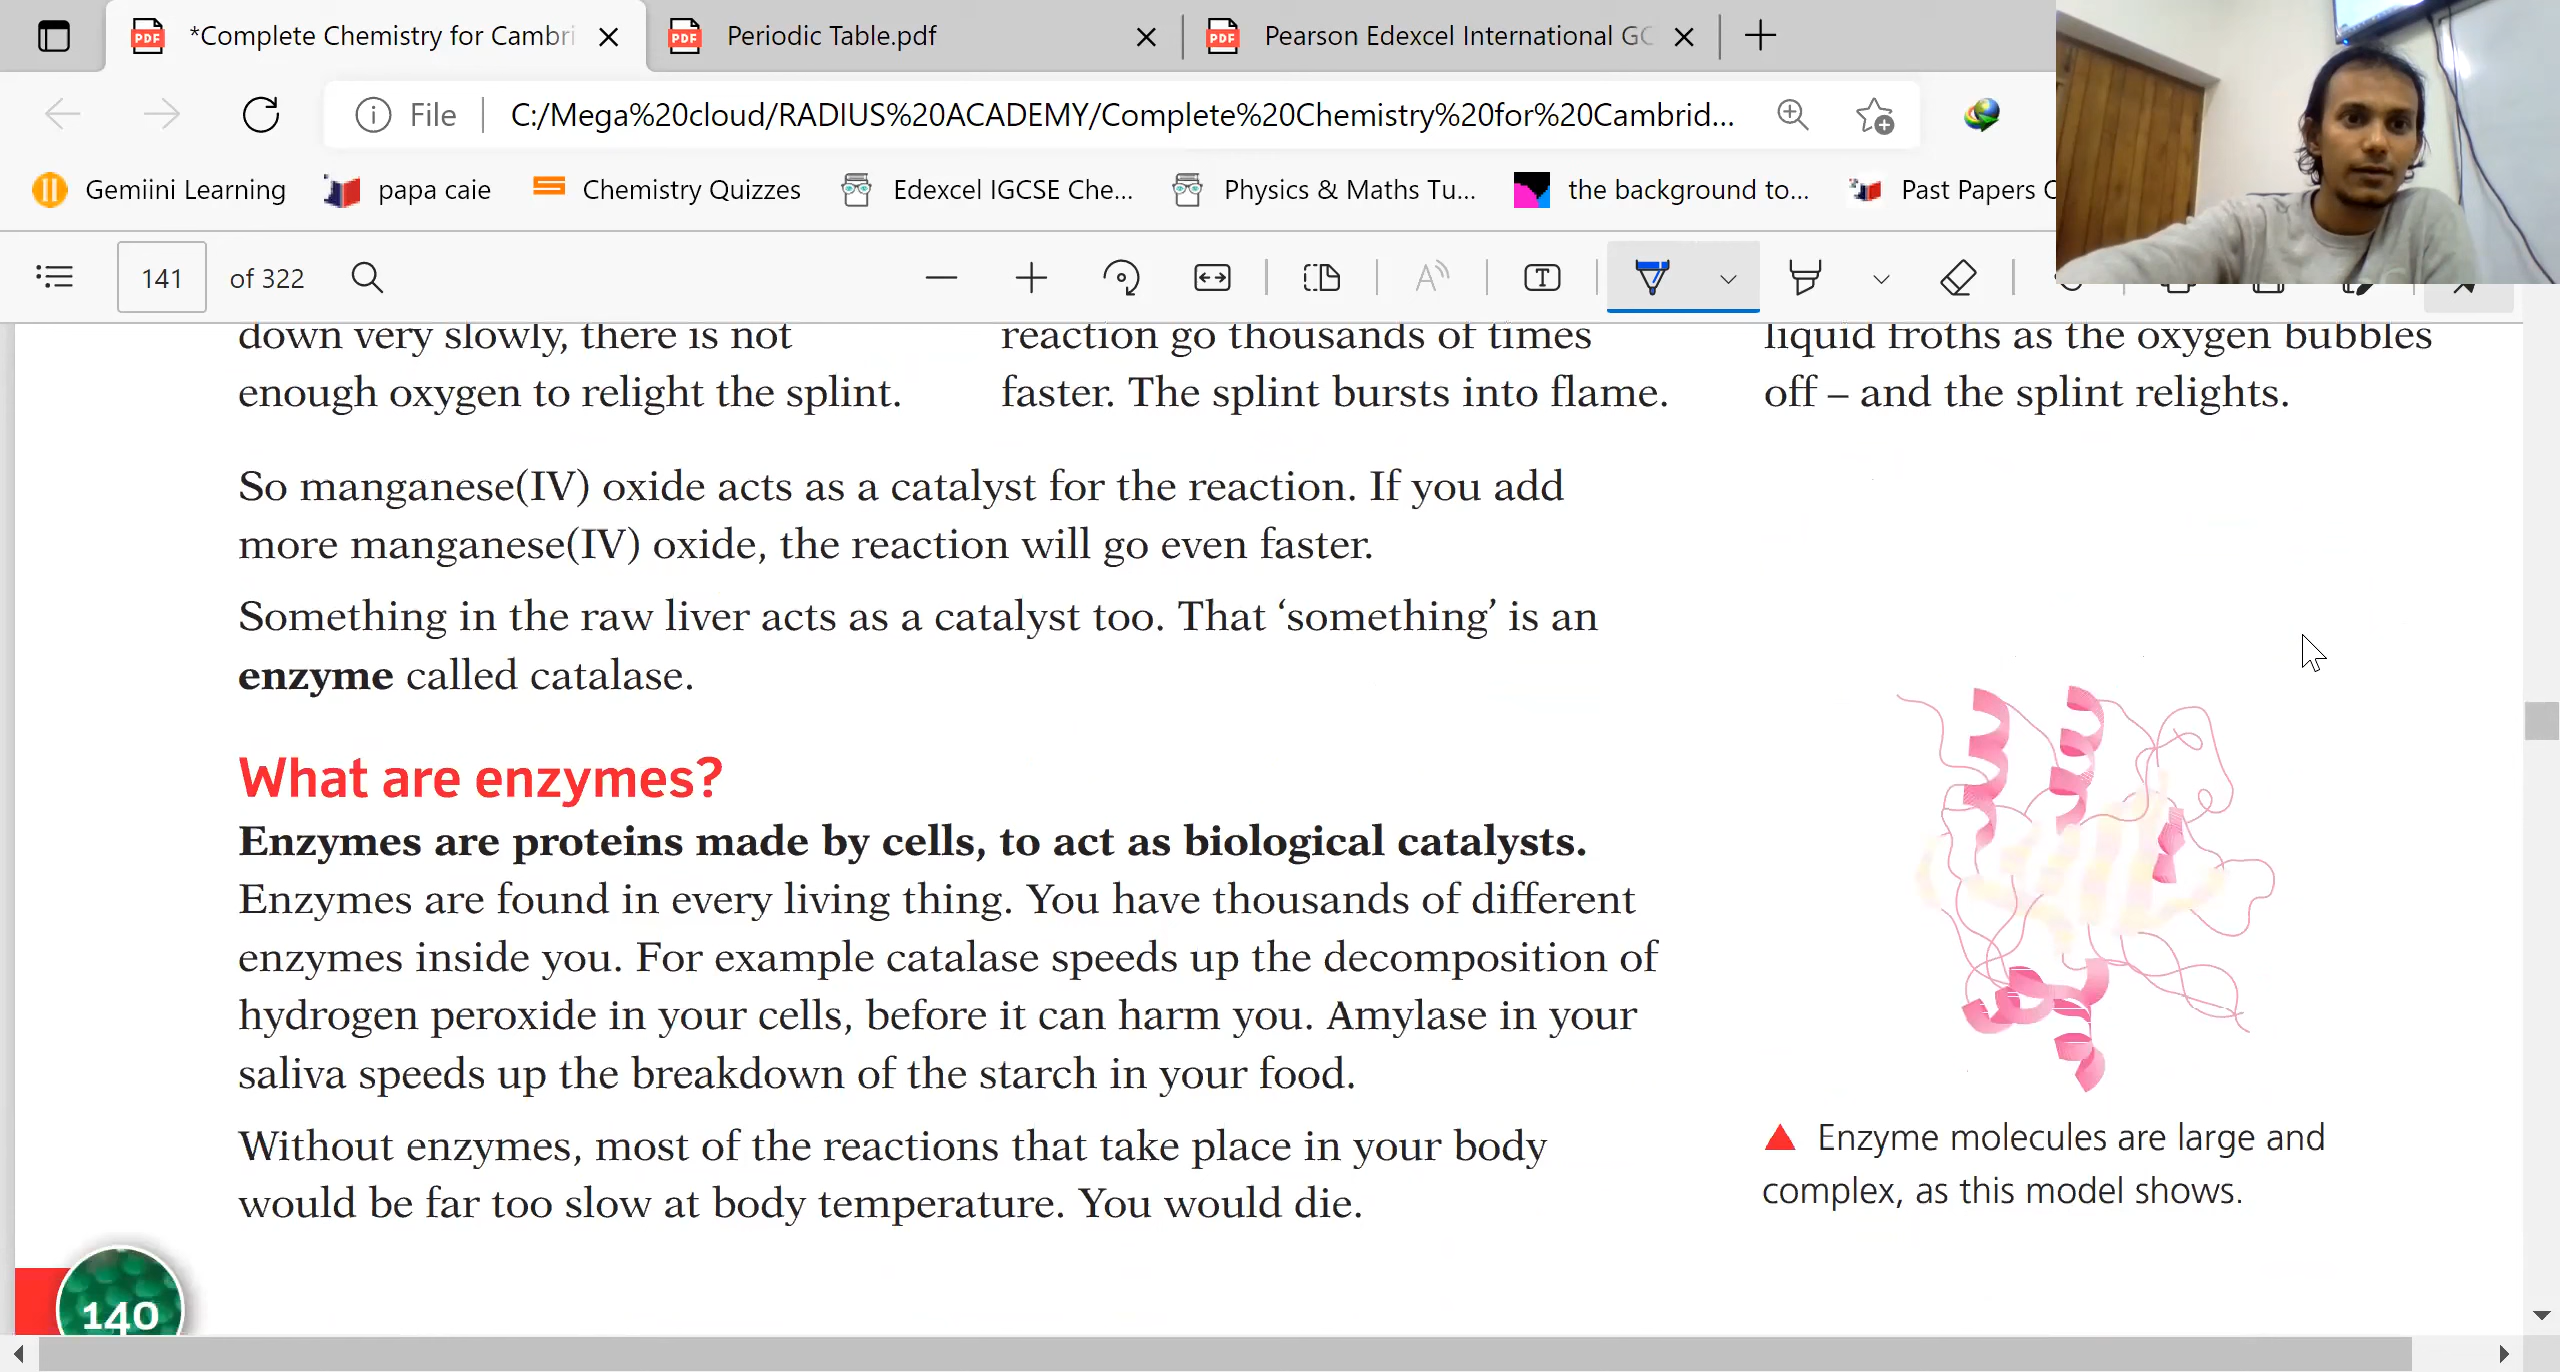 *Complete Chemistry for Cambri
Periodic Table.pdf
Pearson Edexcel International GC
File
C:/Mega%20cloud/RADIUS%20ACADEMY/Complete%20Chemistry%20for%20Cambrid...
Gemiini Learning
papa caie
Chemistry Quizzes
Edexcel IGCSE Che...
Physics & Maths Tu...
the background to...
Past Papers
141
of 322
down very slowly, there is not
enough oxygen to relight the splint.
reaction go thousands of times
faster. The splint bursts into flame.
liquid froths as the oxygen bubbles
off – and the splint relights.
So manganese(IV) oxide acts as a catalyst for the reaction. If you add
more manganese(IV) oxide, the reaction will go even faster.
Something in the raw liver acts as a catalyst too. That ‘something’ is an
enzyme called catalase.
What are enzymes?
Enzymes are proteins made by cells, to act as biological catalysts.
Enzymes are found in every living thing. You have thousands of different
enzymes inside you. For example catalase speeds up the decomposition of
hydrogen peroxide in your cells, before it can harm you. Amylase in your
saliva speeds up the breakdown of the starch in your food.
Without enzymes, most of the reactions that take place in your body
would be far too slow at body temperature. You would die.
Enzyme molecules are large and
complex, as this model shows.
140